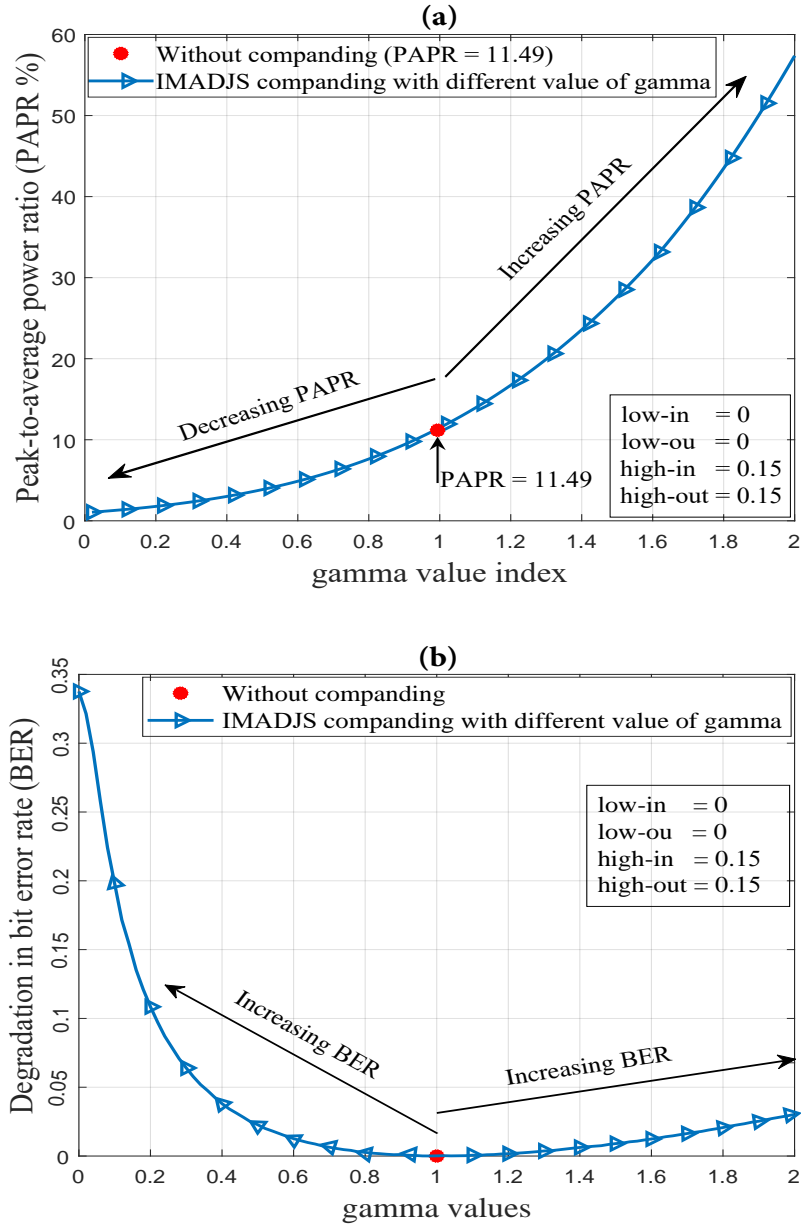 (a)
Peak-to-average power ratio (PAPR %)
60
50
40
30
20
10
0
Without companding (PAPR = 11.49)
IMADJS companding with different value of gamma
Increasing PAPR
Decreasing PAPR
PAPR = 11.49
low-in = 0
low-ou = 0
high-in = 0.15
high-out = 0.15
0 0.2 0.4 0.6 0.8 1 1.2 1.4 1.6 1.8 2
gamma value index
(b)
Degradation in bit error rate (BER)
0.35
0.3
0.25
0.2
0.15
0.1
0.05
0
Without companding
IMADJS companding with different value of gamma
low-in = 0
low-ou = 0
high-in = 0.15
high-out = 0.15
Increasing BER
Increasing BER
0 0.2 0.4 0.6 0.8 1 1.2 1.4 1.6 1.8 2
gamma values